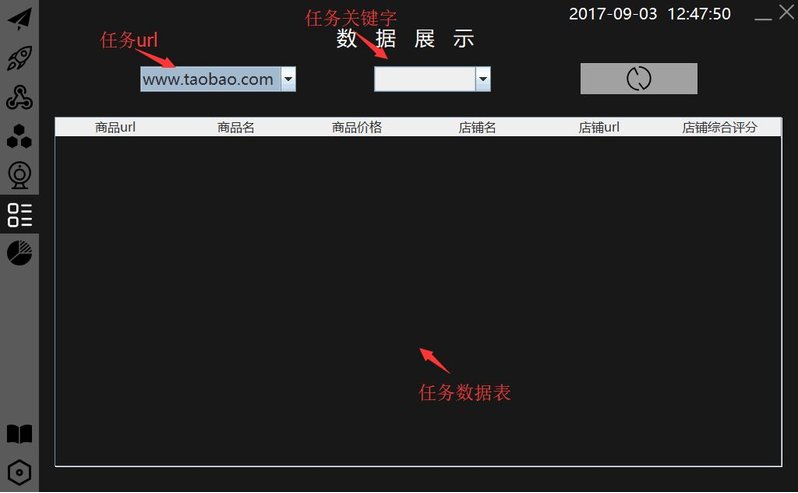 2017-09-03 12:47:50
任务关键字
任务url
数据展示
www.taobao.com
商品url 商品名 商品价格 店铺名 店铺url 店铺综合评分
任务数据表